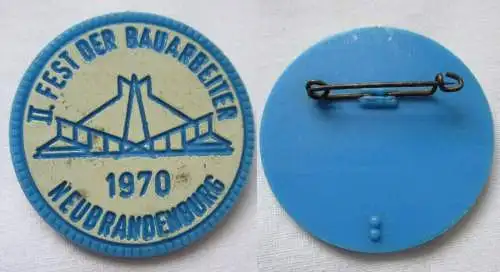 II. FEST DER BAUARBEITER
1970
NEUBRANDENBURG